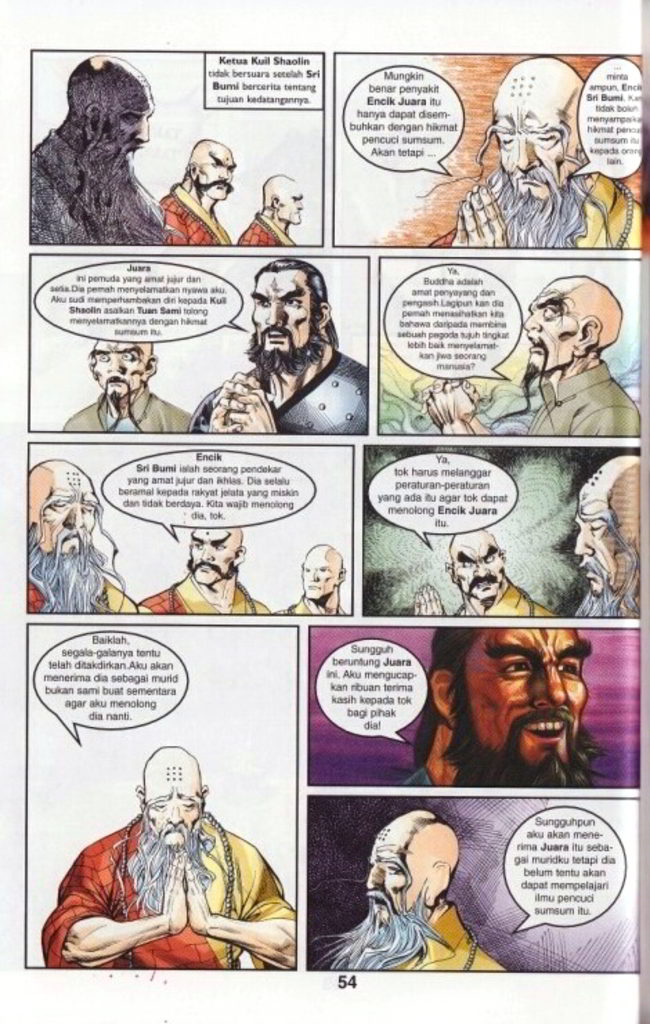 Ketua Kuil Shaolin
tidak bersuara setelah Sri
Bumi bercerita tentang
tujuan kedatangannya.
Mungkin
benar penyakit
Encik Juara itu
hanya dapat disem-
buhkan dengan hikmat
pencuci sumsum.
Akan tetapi ...
...
minta
ampun, Encik
Sri Bumi.
tidak boleh
menyampaika
hikmat pencuci
sumsum itu
kepada orang
lain.
Juara
ini pemuda yang amat jujur dan
setia.Dia pernah menyelamatkan nyawa aku.
Aku sudi memperhambakan diri kepada Kuil
Shaolin asalkan Tuan Sami tolong
menyelamatkannya dengan hikmat
itu.
Ya,
Buddha adalah
amat penyayang dan
pengasih.Lagipun kan dia
pernah menasihatkan kita
bahawa daripada membina
sebuah pagoda tujuh tingkat
lebih baik menyelamat-
kan jiwa seorang
manusia?
Encik
Sri Bumi ialah seorang pendekar
yang amat jujur dan ikhlas. Dia selalu
beramal kepada rakyat jelata yang miskin
dan tidak berdaya. Kita wajib menolong
dia, tok.
Ya,
tok harus melanggar
peraturan-peraturan
yang ada itu agar tok dapat
menolong Encik Juara
itu.
Baiklah,
segala-galanya tentu
telah ditakdirkan.Aku akan
menerima dia sebagai murid
bukan sami buat sementara
agar aku menolong
dia nanti.
Sungguh
beruntung Juara
ini. Aku mengucap-
kan ribuan terima
kasih kepada tok
bagi pihak
dia!
Sungguhpun
aku akan mene-
rima Juara itu seba-
gai muridku tetapi dia
belum tentu akan
dapat mempelajari
ilmu pencuci
sumsum itu.
54